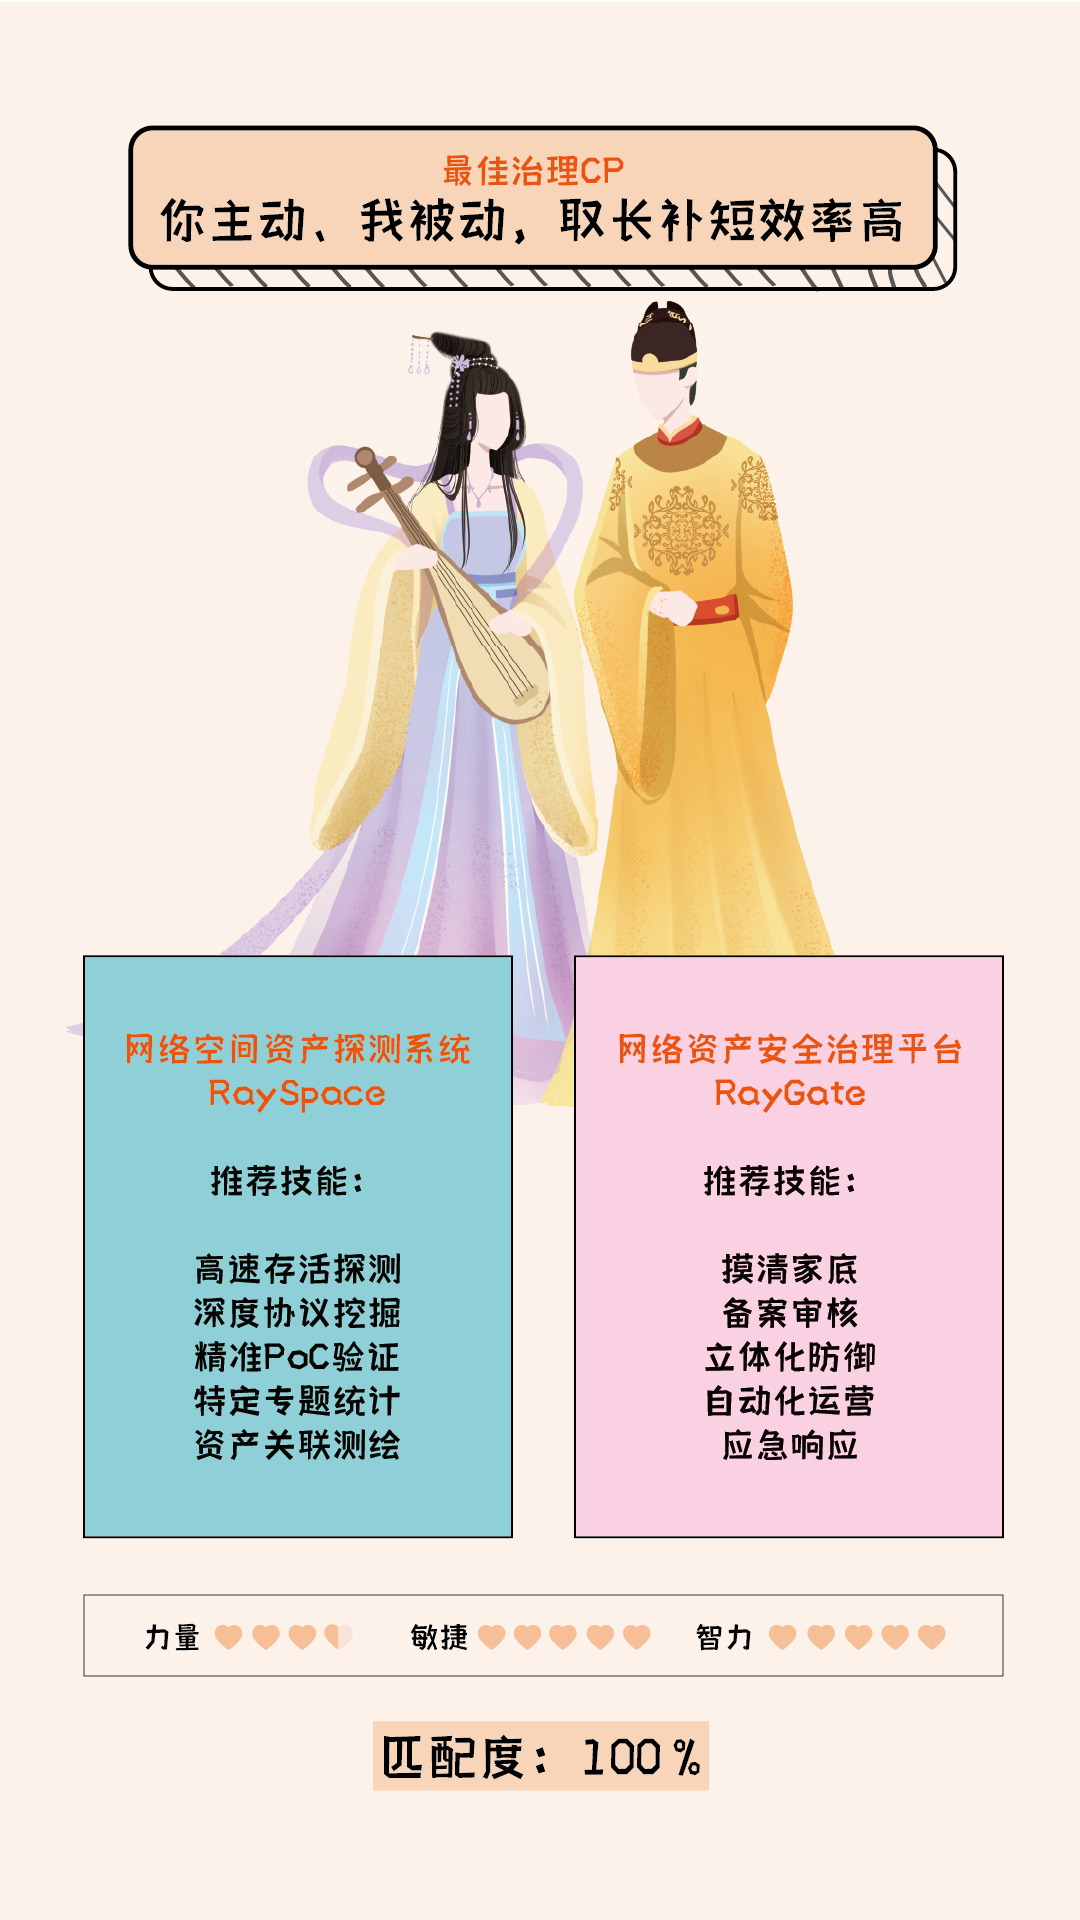 最佳治理CP
你主动、我被动，取长补短效率高
网络空间资产探测系统
RaySpace
推荐技能：
高速存活探测
深度协议挖掘
精准PoC验证
特定专题统计
资产关联测绘
网络资产安全治理平台
RayGate
推荐技能：
摸清家底
备案审核
立体化防御
自动化运营
应急响应
力量 敏捷 智力
匹配度：100%